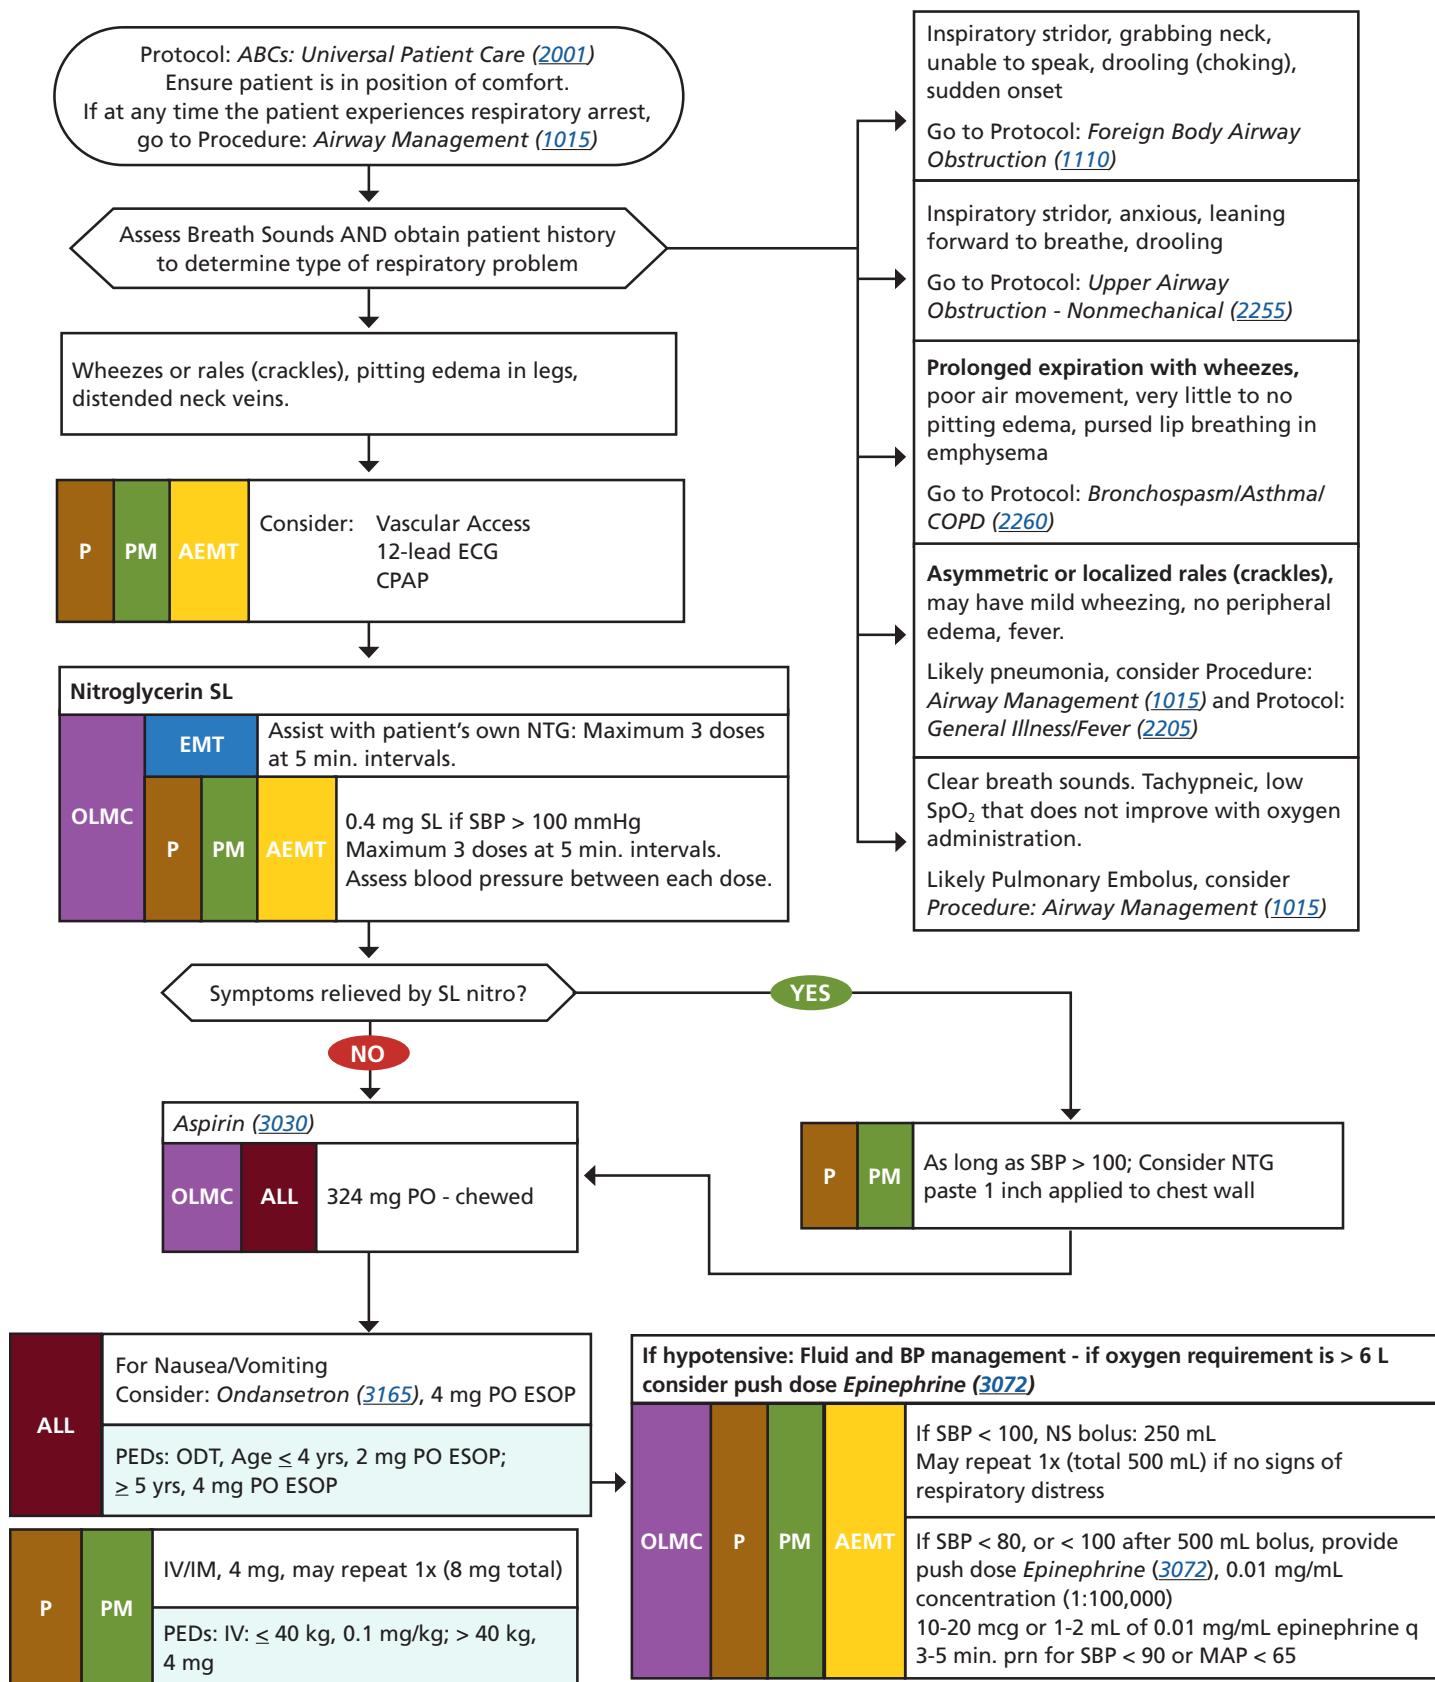 Protocol: ABCs: Universal Patient Care (2001)
Ensure patient is in position of comfort.
If at any time the patient experiences respiratory arrest,
go to Procedure: Airway Management (1015)
Assess Breath Sounds AND obtain patient history
to determine type of respiratory problem
Inspiratory stridor, grabbing neck,
unable to speak, drooling (choking),
sudden onset
Go to Protocol: Foreign Body Airway
Obstruction (1110)
Inspiratory stridor, anxious, leaning
forward to breathe, drooling
Go to Protocol: Upper Airway
Obstruction - Nonmechanical (2255)
Prolonged expiration with wheezes,
poor air movement, very little to no
pitting edema, pursed lip breathing in
emphysema
Go to Protocol: Bronchospasm/Asthma/
COPD (2260)
Asymmetric or localized rales (crackles),
may have mild wheezing, no peripheral
edema, fever.
Likely pneumonia, consider Procedure:
Airway Management (1015) and Protocol:
General Illness/Fever (2205)
Clear breath sounds. Tachypneic, low
SpO₂ that does not improve with oxygen
administration.
Likely Pulmonary Embolus, consider
Procedure: Airway Management (1015)
Wheezes or rales (crackles), pitting edema in legs,
distended neck veins.
P PM AEMT
Consider: Vascular Access
12-lead ECG
CPAP
Nitroglycerin SL
OLMC
EMT
Assist with patient's own NTG: Maximum 3 doses
at 5 min. intervals.
P PM AEMT
0.4 mg SL if SBP > 100 mmHg
Maximum 3 doses at 5 min. intervals.
Assess blood pressure between each dose.
Symptoms relieved by SL nitro?
YES
NO
P PM
As long as SBP > 100; Consider NTG
paste 1 inch applied to chest wall
Aspirin (3030)
OLMC ALL 324 mg PO - chewed
ALL
For Nausea/Vomiting
Consider: Ondansetron (3165), 4 mg PO ESOP
PEDs: ODT, Age ≤ 4 yrs, 2 mg PO ESOP;
≥ 5 yrs, 4 mg PO ESOP
P PM
IV/IM, 4 mg, may repeat 1x (8 mg total)
PEDs: IV: ≤ 40 kg, 0.1 mg/kg; > 40 kg,
4 mg
If hypotensive: Fluid and BP management - if oxygen requirement is > 6 L
consider push dose Epinephrine (3072)
OLMC P PM AEMT
If SBP < 100, NS bolus: 250 mL
May repeat 1x (total 500 mL) if no signs of
respiratory distress
If SBP < 80, or < 100 after 500 mL bolus, provide
push dose Epinephrine (3072), 0.01 mg/mL
concentration (1:100,000)
10-20 mcg or 1-2 mL of 0.01 mg/mL epinephrine q
3-5 min. prn for SBP < 90 or MAP < 65